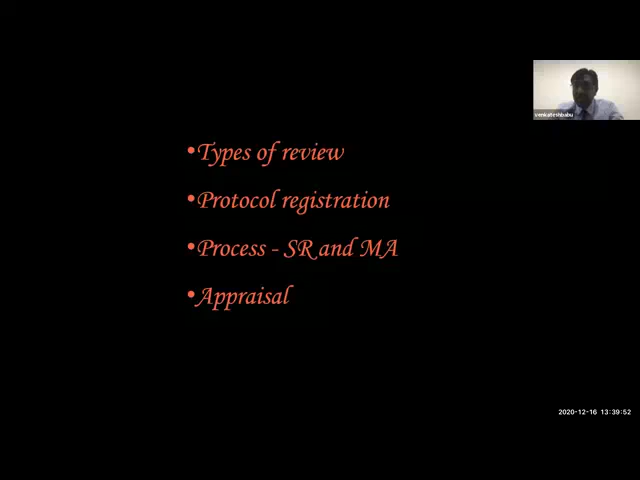 venkateshbabu
•Types of review
•Protocol registration
•Process - SR and MA
•Appraisal
2020-12-16 13:39:52